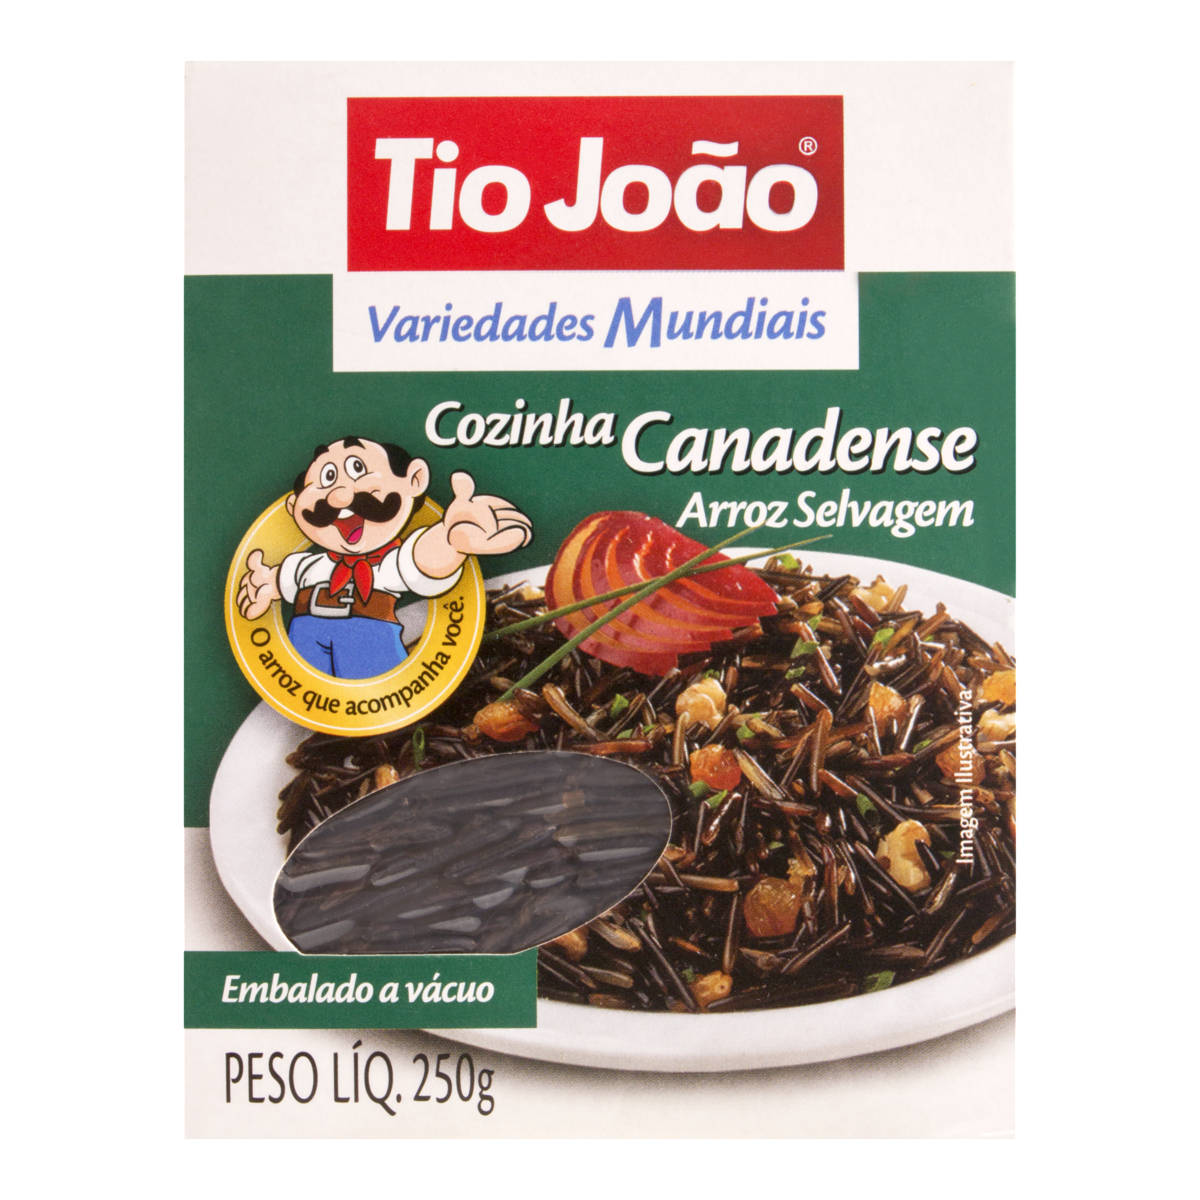 Tio João®
Variedades Mundiais
Cozinha Canadense
Arroz Selvagem
O arroz que acompanha você.
Imagem Ilustrativa
Embalado a vácuo
PESO LÍQ. 250g